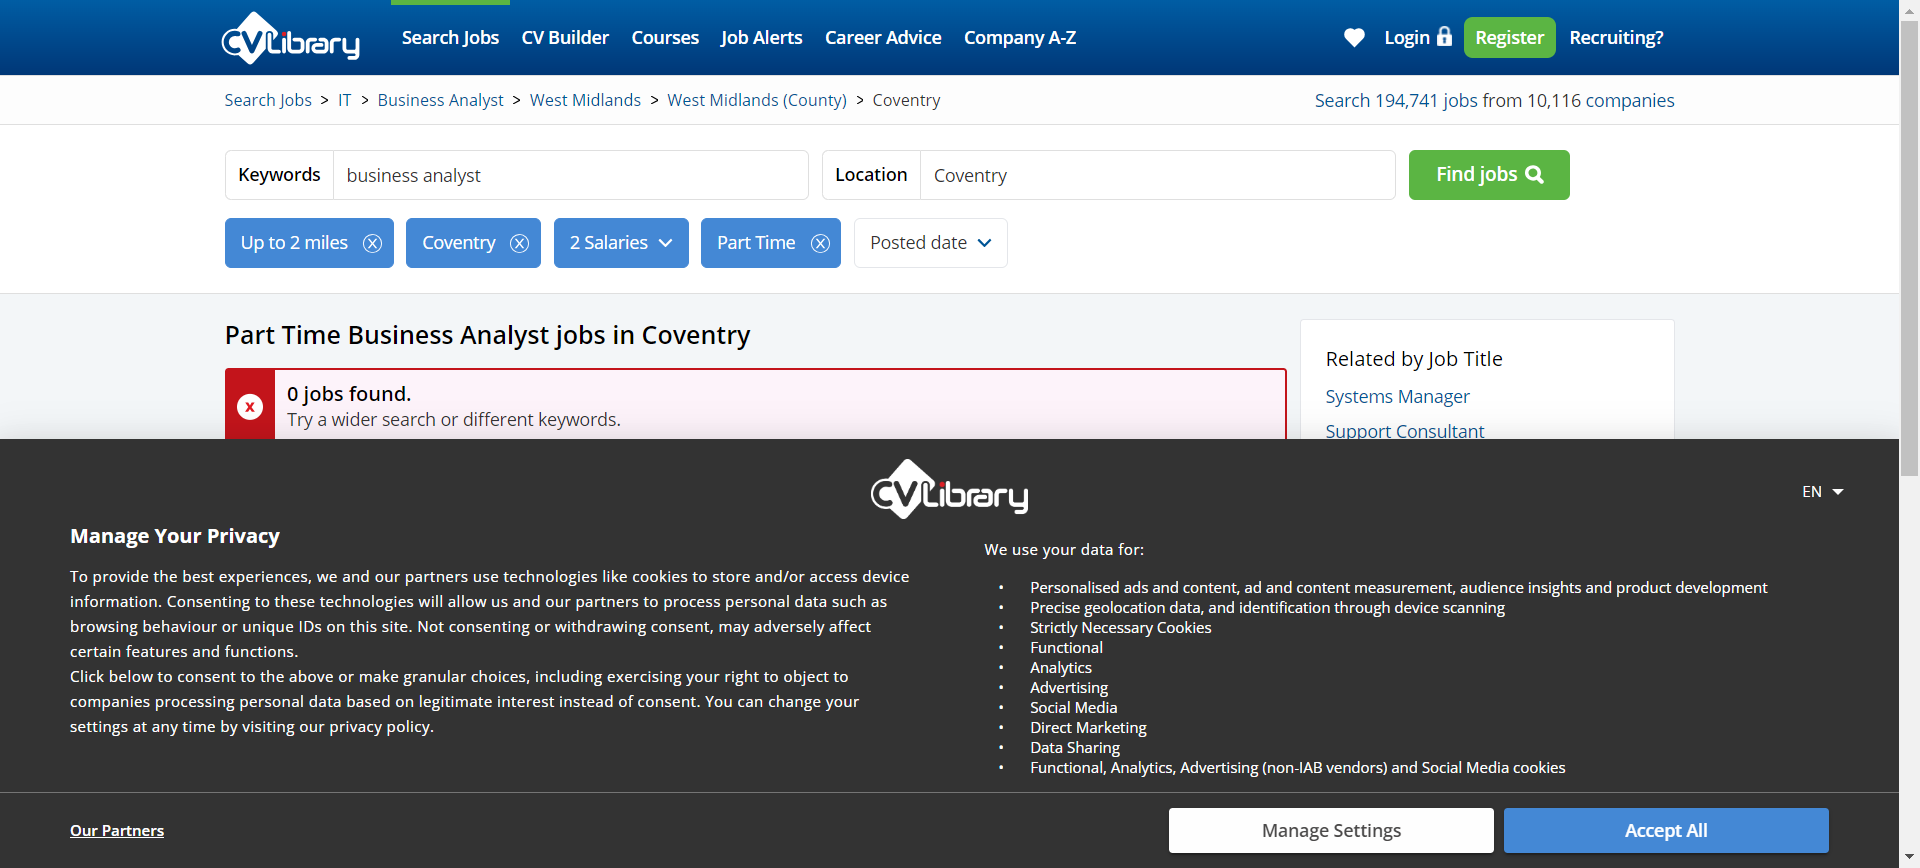 CVLibrary
Search Jobs CV Builder Courses Job Alerts Career Advice Company A-Z Login Register Recruiting?
Search Jobs > IT > Business Analyst > West Midlands > West Midlands (County) > Coventry
Search 194,741 jobs from 10,116 companies
Keywords business analyst
Location Coventry
Find jobs
Up to 2 miles
Coventry
2 Salaries
Part Time
Posted date
Part Time Business Analyst jobs in Coventry
x
0 jobs found.
Try a wider search or different keywords.
Related by Job Title
Systems Manager
Support Consultant
CVLibrary
EN
Manage Your Privacy
To provide the best experiences, we and our partners use technologies like cookies to store and/or access device
information. Consenting to these technologies will allow us and our partners to process personal data such as
browsing behaviour or unique IDs on this site. Not consenting or withdrawing consent, may adversely affect
certain features and functions.
Click below to consent to the above or make granular choices, including exercising your right to object to
companies processing personal data based on legitimate interest instead of consent. You can change your
settings at any time by visiting our privacy policy.
We use your data for:
• Personalised ads and content, ad and content measurement, audience insights and product development
• Precise geolocation data, and identification through device scanning
• Strictly Necessary Cookies
• Functional
• Analytics
• Advertising
• Social Media
• Direct Marketing
• Data Sharing
• Functional, Analytics, Advertising (non-IAB vendors) and Social Media cookies
Our Partners
Manage Settings
Accept All